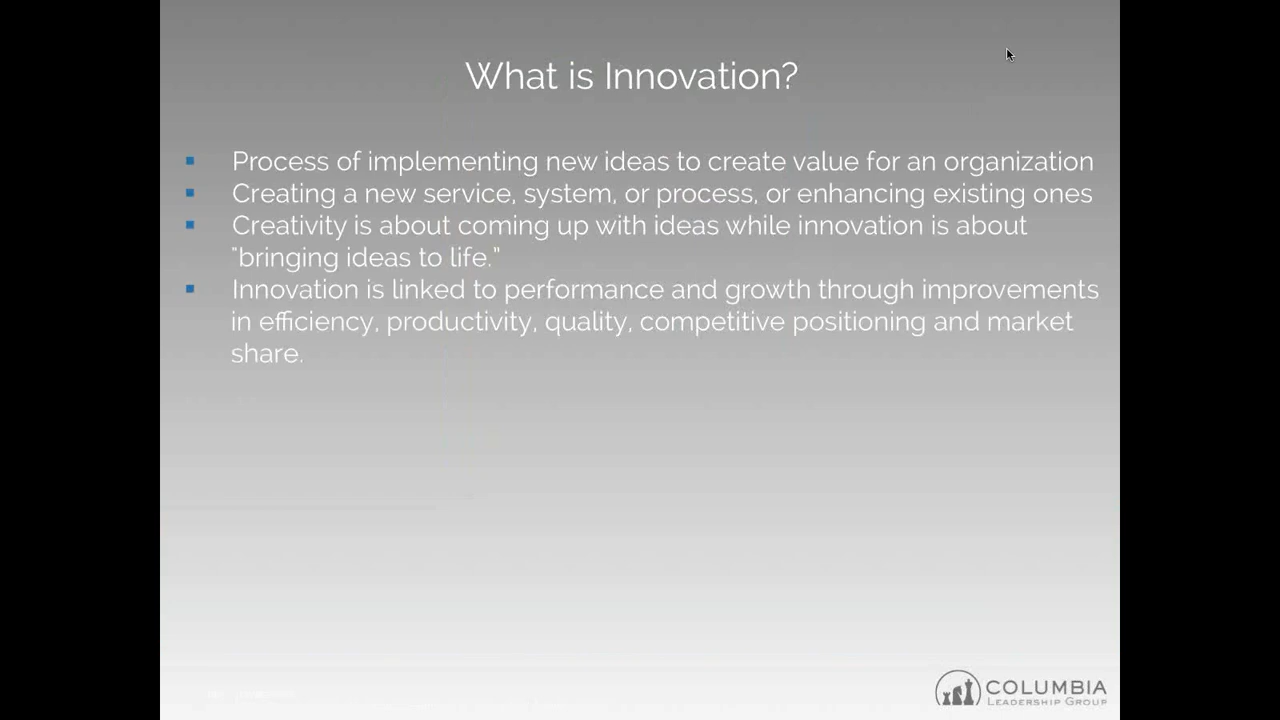 What is Innovation?
Process of implementing new ideas to create value for an organization
Creating a new service, system, or process, or enhancing existing ones
Creativity is about coming up with ideas while innovation is about
"bringing ideas to life."
Innovation is linked to performance and growth through improvements
in efficiency, productivity, quality, competitive positioning and market
share.
COLUMBIA
LEADERSHIP GROUP